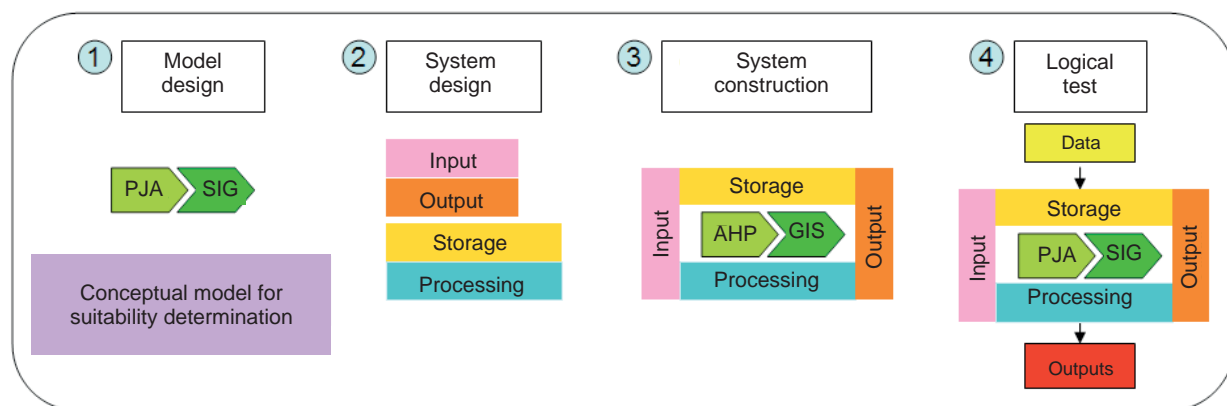 1
Model
design
PJA
SIG
Conceptual model for
suitability determination
2
System
design
Input
Output
Storage
Processing
3
System
construction
Input
Storage
AHP
GIS
Processing
Output
4
Logical
test
Data
Input
Storage
PJA
SIG
Processing
Output
Outputs